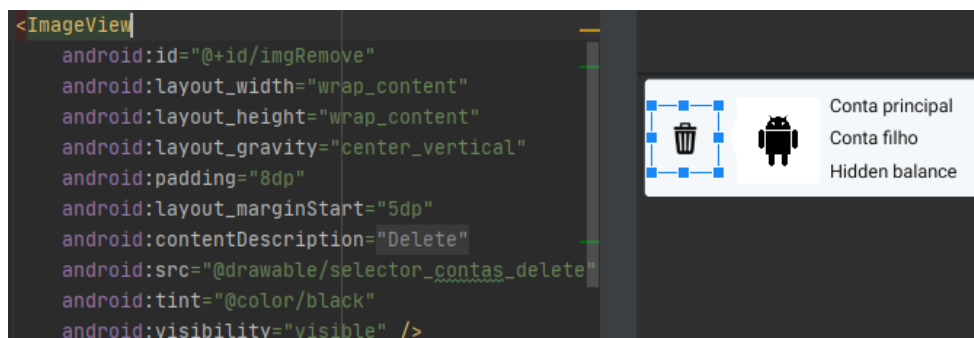 <ImageView
android:id="@+id/imgRemove"
android:layout_width="wrap_content"
android:layout_height="wrap_content"
android:layout_gravity="center_vertical"
android:padding="8dp"
android:layout_marginStart="5dp"
android:contentDescription="Delete"
android:src="@drawable/selector_contas_delete"
android:tint="@color/black"
android:visibility="visible" />
Conta principal
Conta filho
Hidden balance